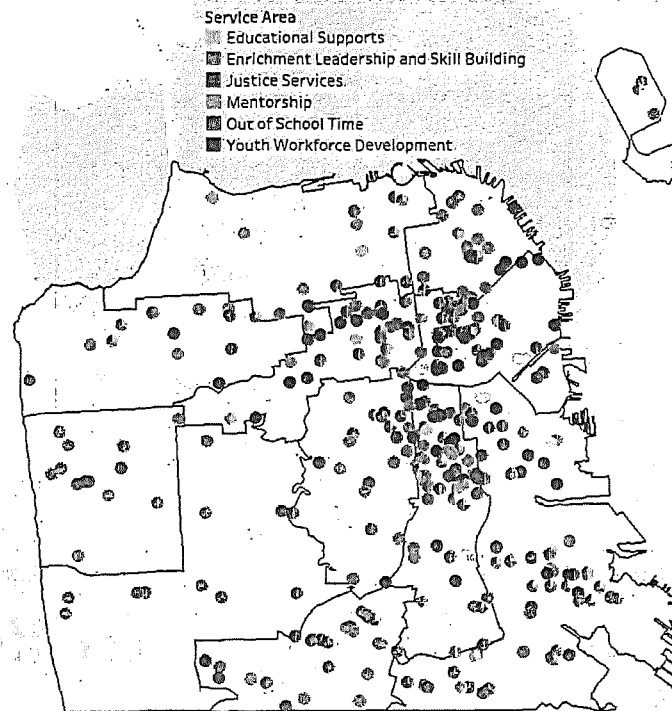 Service Area
Educational Supports
Enrichment Leadership and Skill Building
Justice Services.
Mentorship
Out of School Time
Youth Workforce Development